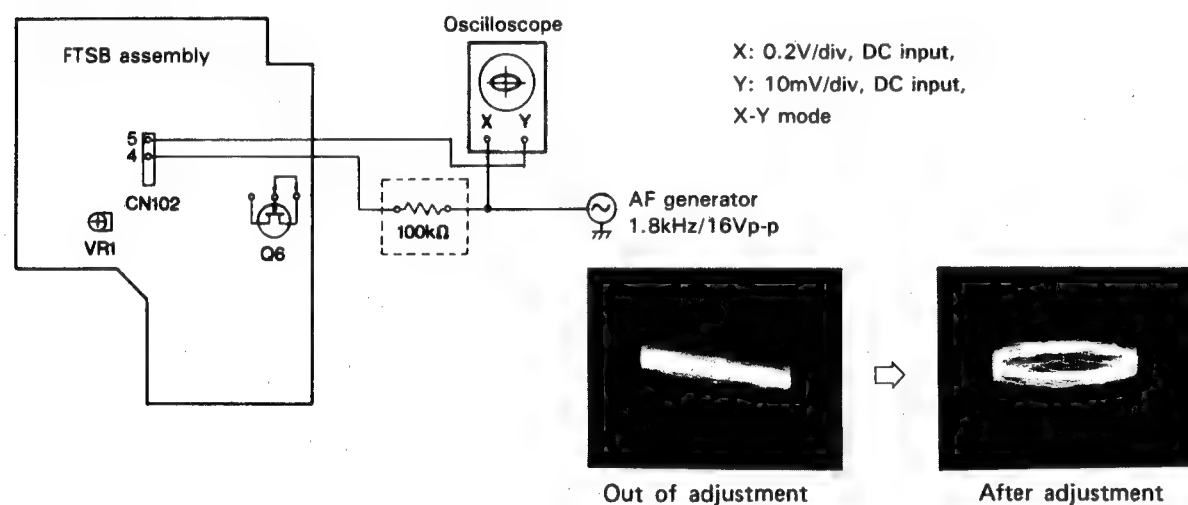 Oscilloscope
FTSB assembly
X: 0.2V/div, DC input,
Y: 10mV/div, DC input,
X-Y mode
X Y
5
4
CN102
VR1
Q6
100kΩ
AF generator
1.8kHz/16Vp-p
Out of adjustment
After adjustment